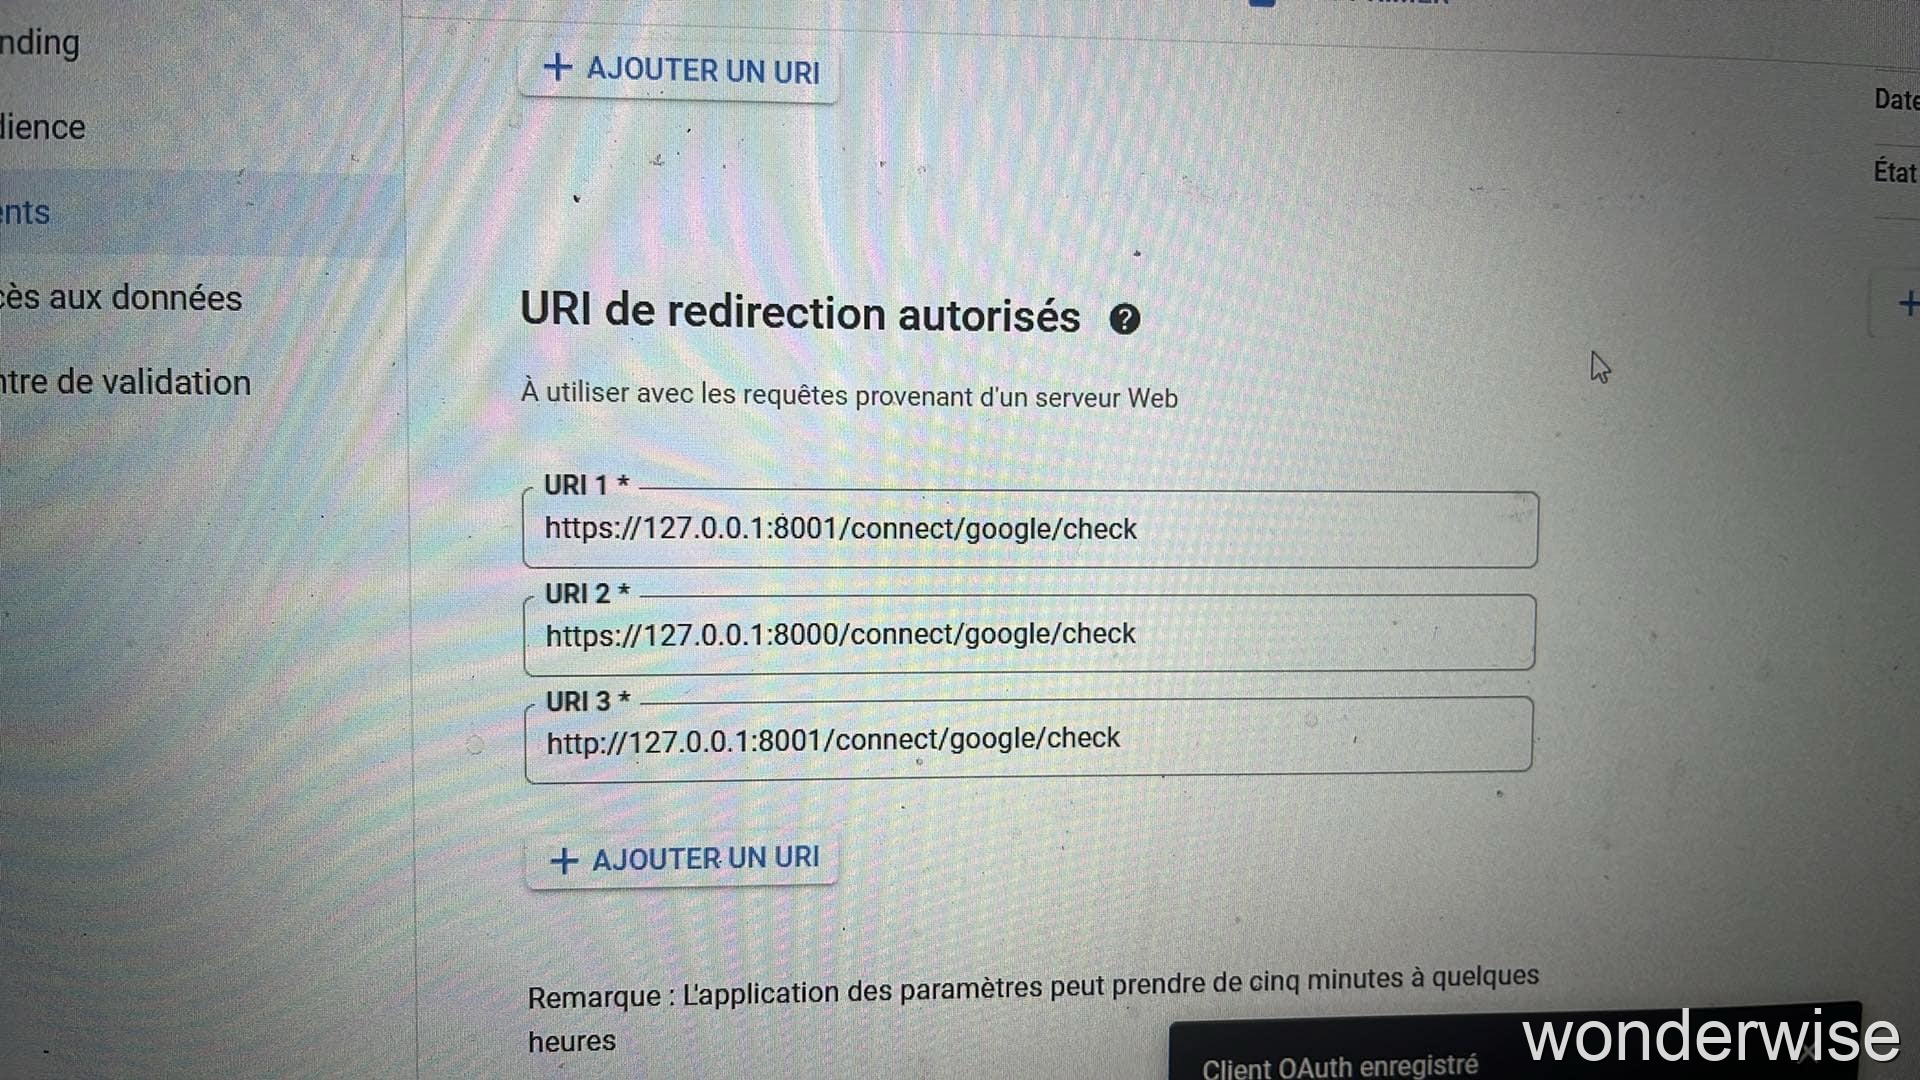 nding
+ AJOUTER UN URI
Date
dience
État
ents
ès aux données
URI de redirection autorisés
ntre de validation
À utiliser avec les requêtes provenant d'un serveur Web
URI 1 *
https://127.0.0.1:8001/connect/google/check
URI 2 *
https://127.0.0.1:8000/connect/google/check
URI 3 *
http://127.0.0.1:8001/connect/google/check
+ AJOUTER UN URI
Remarque : L'application des paramètres peut prendre de cinq minutes à quelques
heures
Client OAuth enregistré
wonderwise